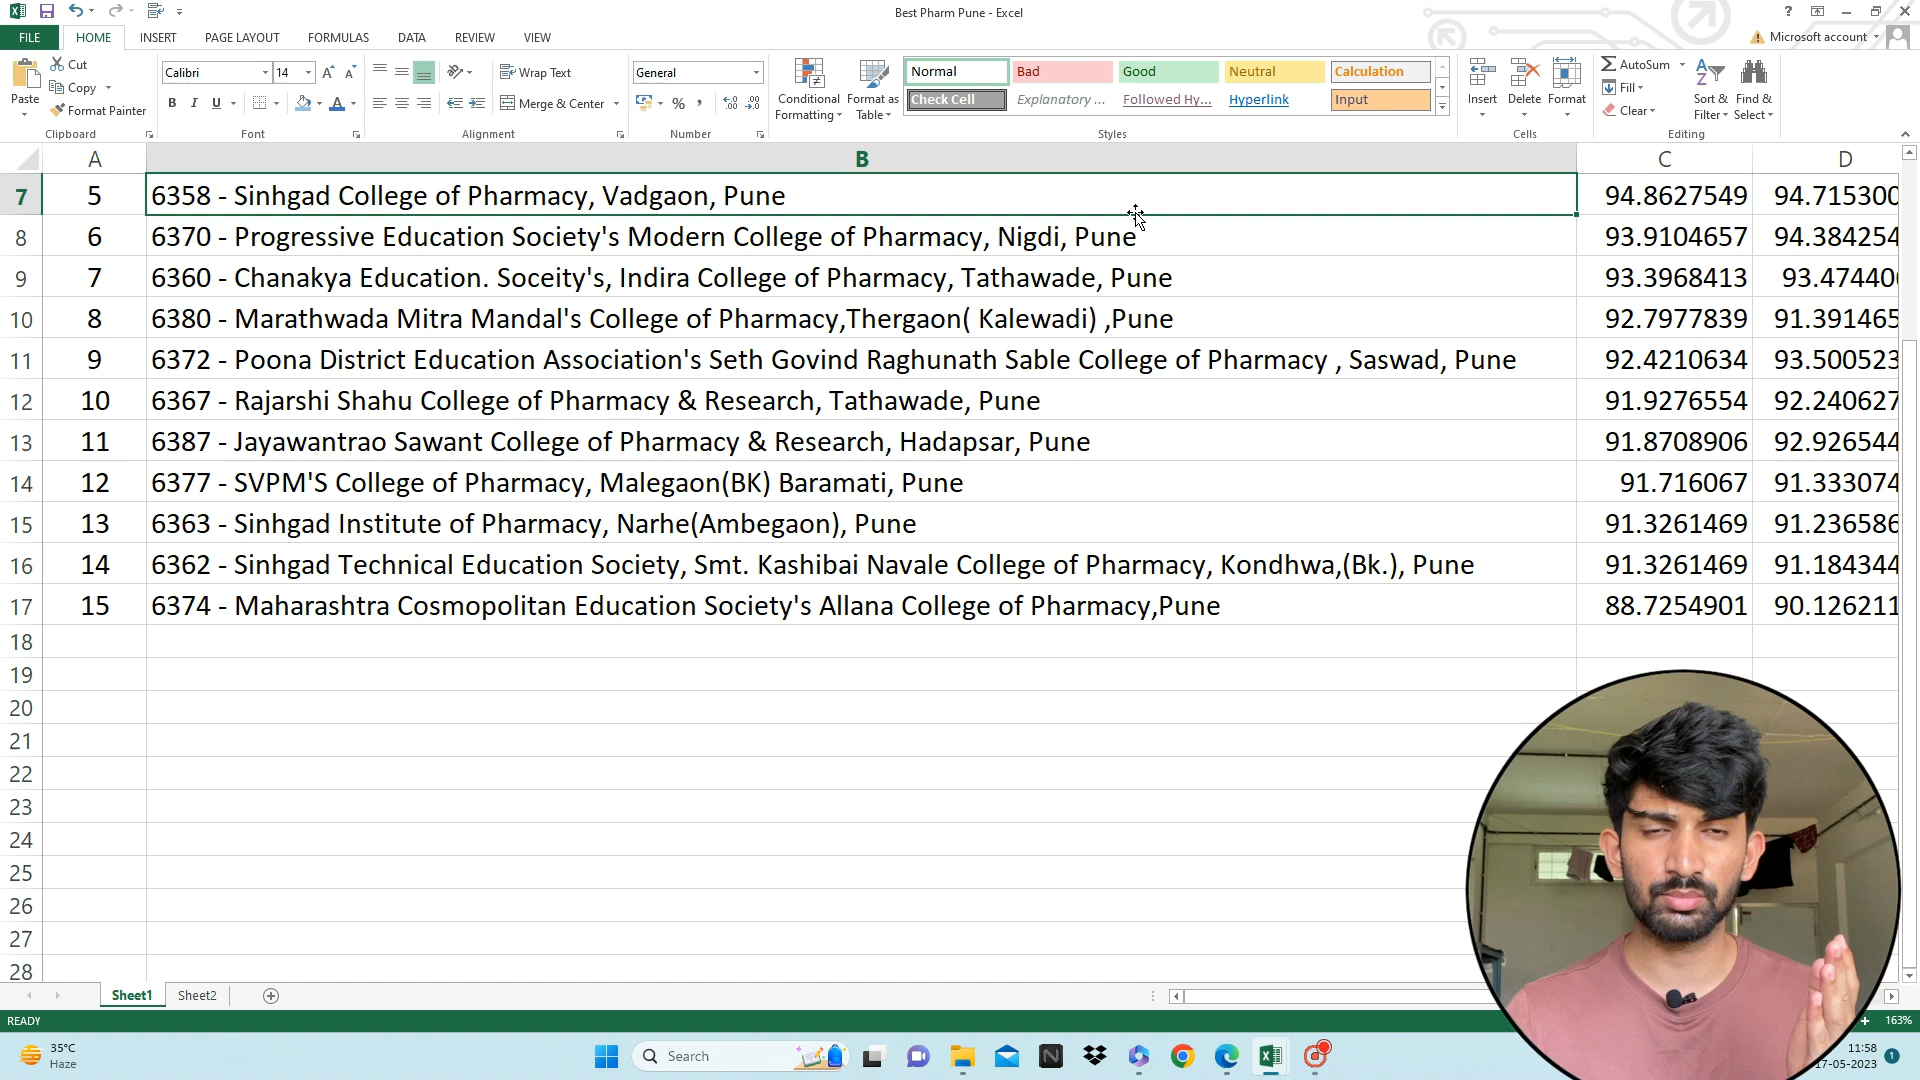 Best Pharm Pune - Excel
FILE HOME INSERT PAGE LAYOUT FORMULAS DATA REVIEW VIEW
Microsoft account
Paste Cut Copy Format Painter Clipboard
Calibri 14 B I U Font
Wrap Text Merge & Center Alignment
General % , Number
Conditional Formatting Format as Table
Normal Bad Good Neutral Calculation
Check Cell Explanatory ... Followed Hy... Hyperlink Input
Styles
Insert Delete Format Cells
AutoSum Fill Clear Sort & Filter Find & Select Editing
A B C D
7 5 6358 - Sinhgad College of Pharmacy, Vadgaon, Pune 94.8627549 94.715300
8 6 6370 - Progressive Education Society's Modern College of Pharmacy, Nigdi, Pune 93.9104657 94.384254
9 7 6360 - Chanakya Education. Soceity's, Indira College of Pharmacy, Tathawade, Pune 93.3968413 93.47440
10 8 6380 - Marathwada Mitra Mandal's College of Pharmacy,Thergaon( Kalewadi) ,Pune 92.7977839 91.391465
11 9 6372 - Poona District Education Association's Seth Govind Raghunath Sable College of Pharmacy , Saswad, Pune 92.4210634 93.500523
12 10 6367 - Rajarshi Shahu College of Pharmacy & Research, Tathawade, Pune 91.9276554 92.240627
13 11 6387 - Jayawantrao Sawant College of Pharmacy & Research, Hadapsar, Pune 91.8708906 92.926544
14 12 6377 - SVPM'S College of Pharmacy, Malegaon(BK) Baramati, Pune 91.716067 91.333074
15 13 6363 - Sinhgad Institute of Pharmacy, Narhe(Ambegaon), Pune 91.3261469 91.236586
16 14 6362 - Sinhgad Technical Education Society, Smt. Kashibai Navale College of Pharmacy, Kondhwa,(Bk.), Pune 91.3261469 91.184344
17 15 6374 - Maharashtra Cosmopolitan Education Society's Allana College of Pharmacy,Pune 88.7254901 90.126211
18
19
20
21
22
23
24
25
26
27
28
Sheet1 Sheet2
READY 163%
35°C
Haze
Search
11:58
17-05-2023
1